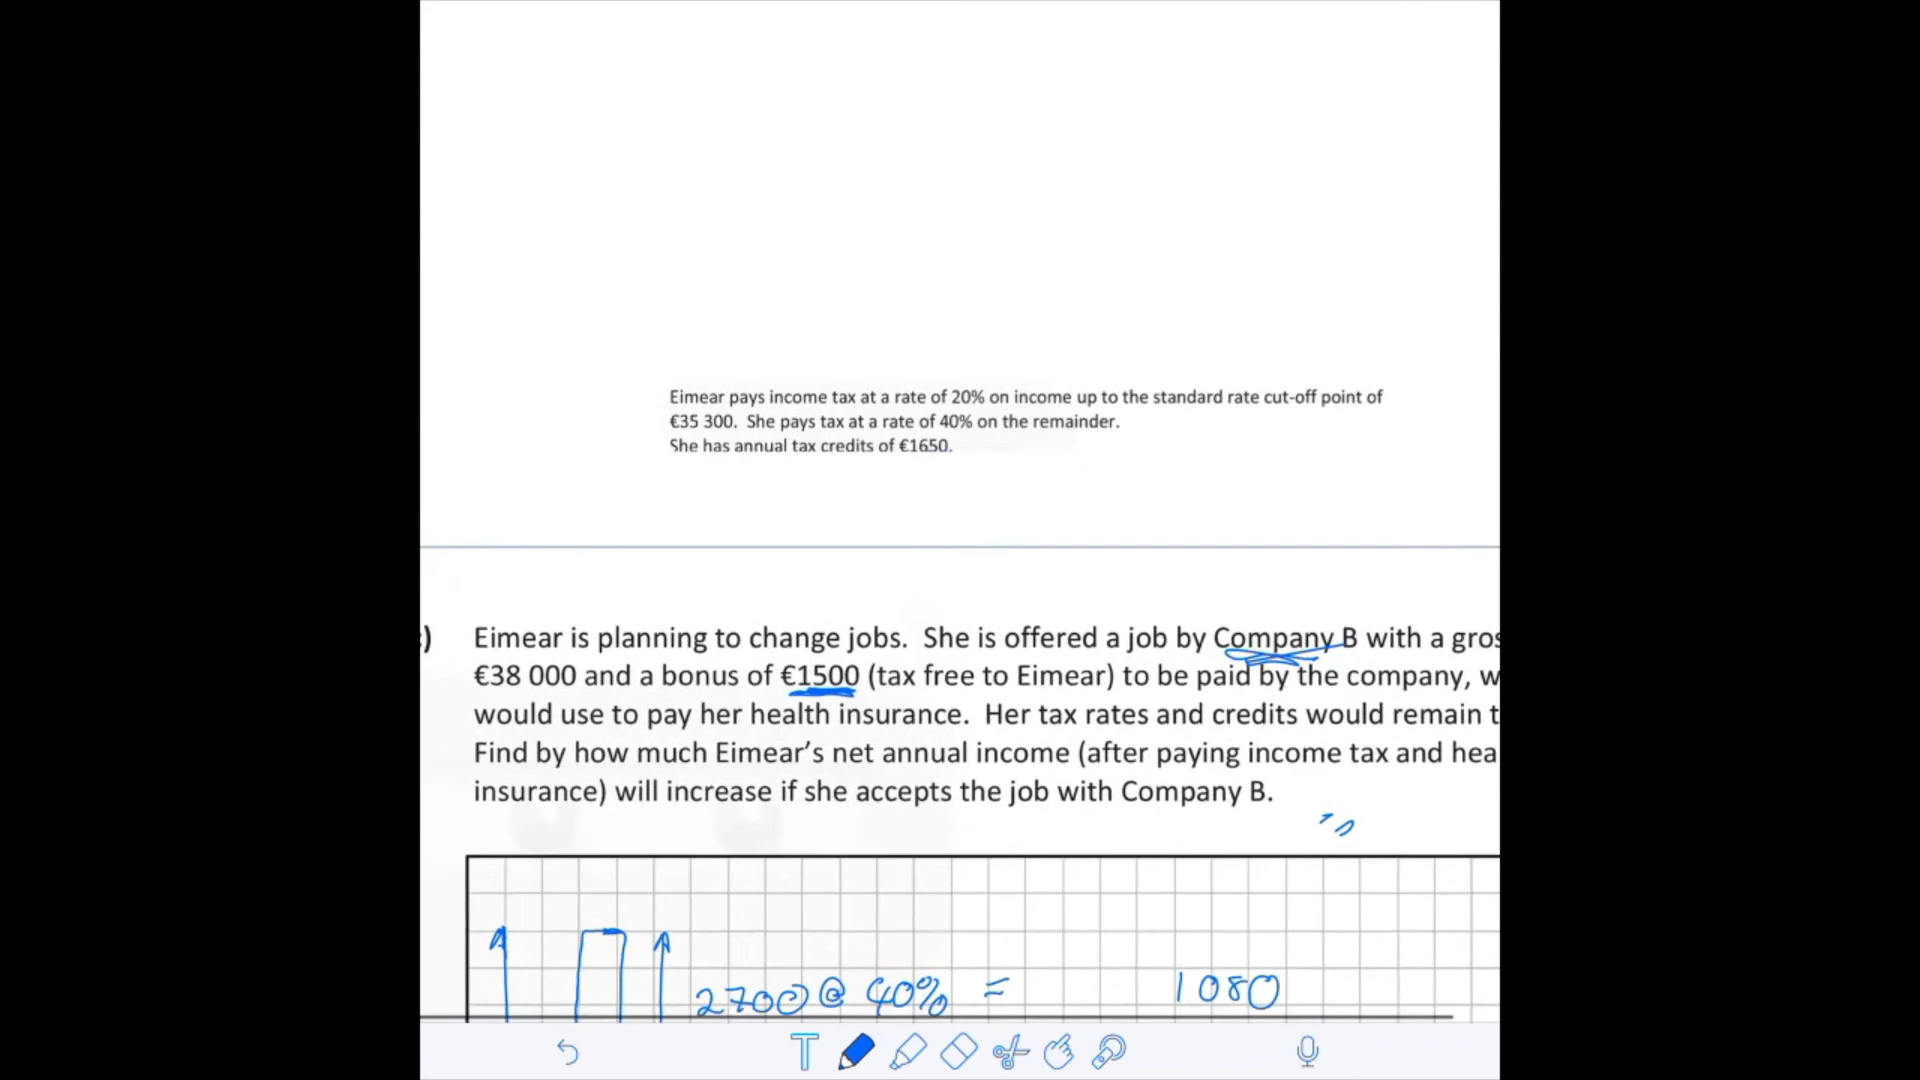 Eimear pays income tax at a rate of 20% on income up to the standard rate cut-off point of
€35 300. She pays tax at a rate of 40% on the remainder.
She has annual tax credits of €1650.
) Eimear is planning to change jobs. She is offered a job by Company B with a gros
€38 000 and a bonus of €1500 (tax free to Eimear) to be paid by the company, w
would use to pay her health insurance. Her tax rates and credits would remain t
Find by how much Eimear’s net annual income (after paying income tax and hea
insurance) will increase if she accepts the job with Company B.
2700 @ 40% = 1080
T